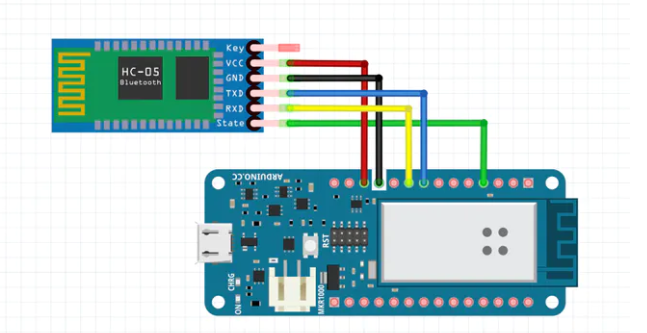 Key
VCC
HC-05
Bluetooth
GND
TXD
RXD
State
ARDUINO.CC
RST
CHRG
ON
MKR1000